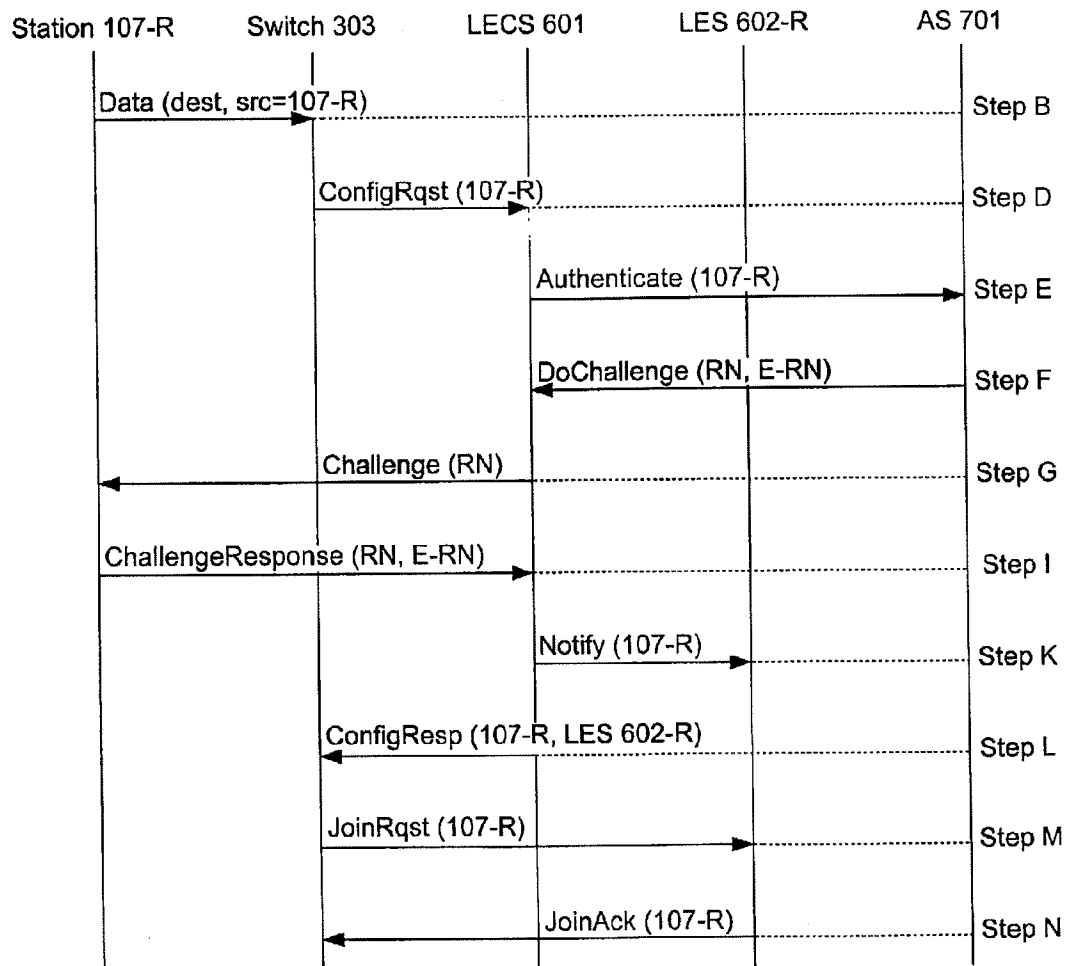 Station 107-R Switch 303 LECS 601 LES 602-R AS 701
Data (dest, src=107-R) Step B
ConfigRqst (107-R) Step D
Authenticate (107-R) Step E
DoChallenge (RN, E-RN) Step F
Challenge (RN) Step G
ChallengeResponse (RN, E-RN) Step I
Notify (107-R) Step K
ConfigResp (107-R, LES 602-R) Step L
JoinRqst (107-R) Step M
JoinAck (107-R) Step N